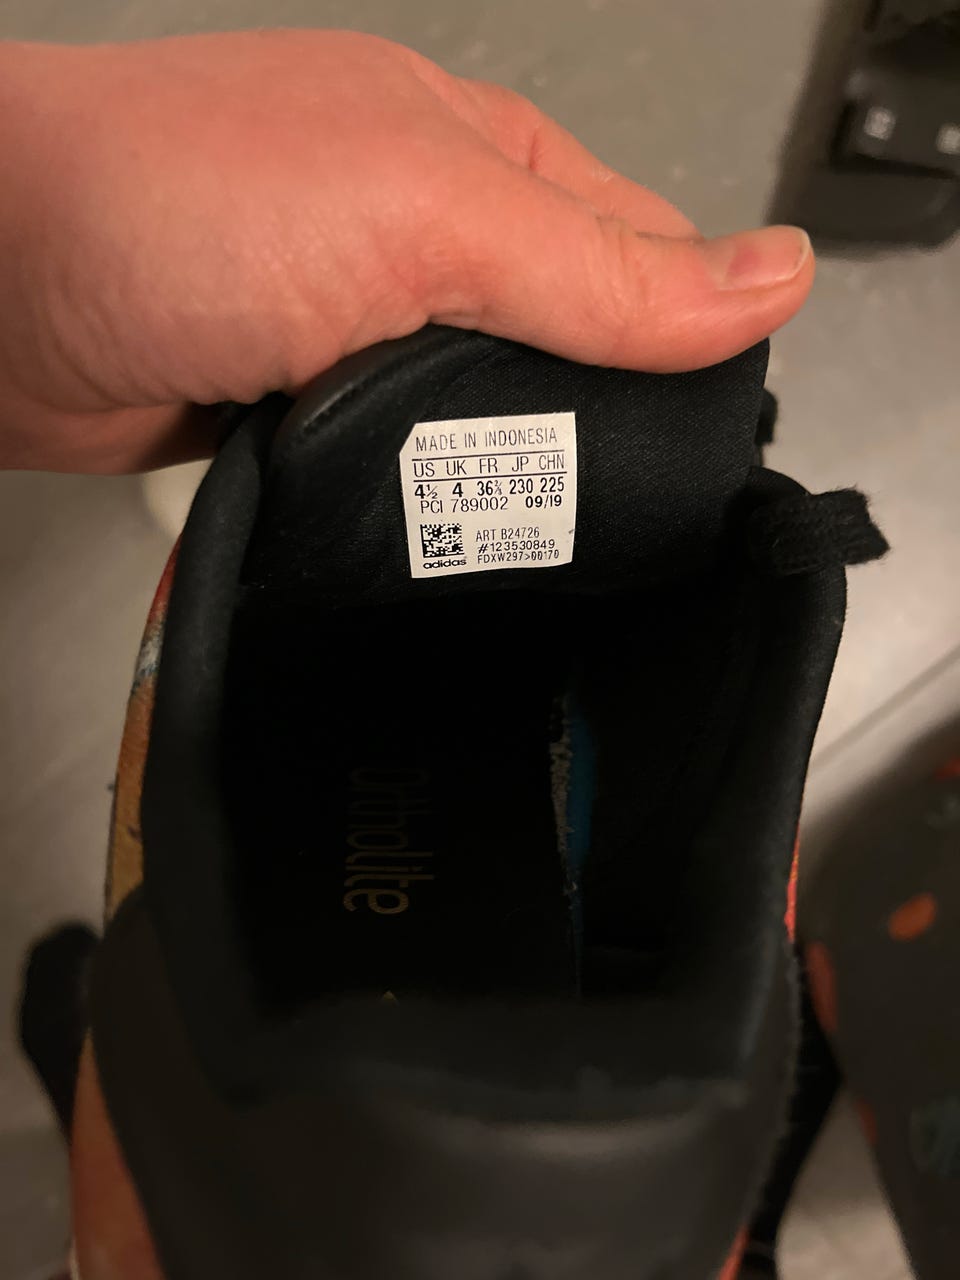 MADE IN INDONESIA
US UK FR JP CHN
4½ 4 36⅔ 230 225
PCI 789002 09/19
ART B24726
#123530849
FDXW297>00170
adidas
Ortholite